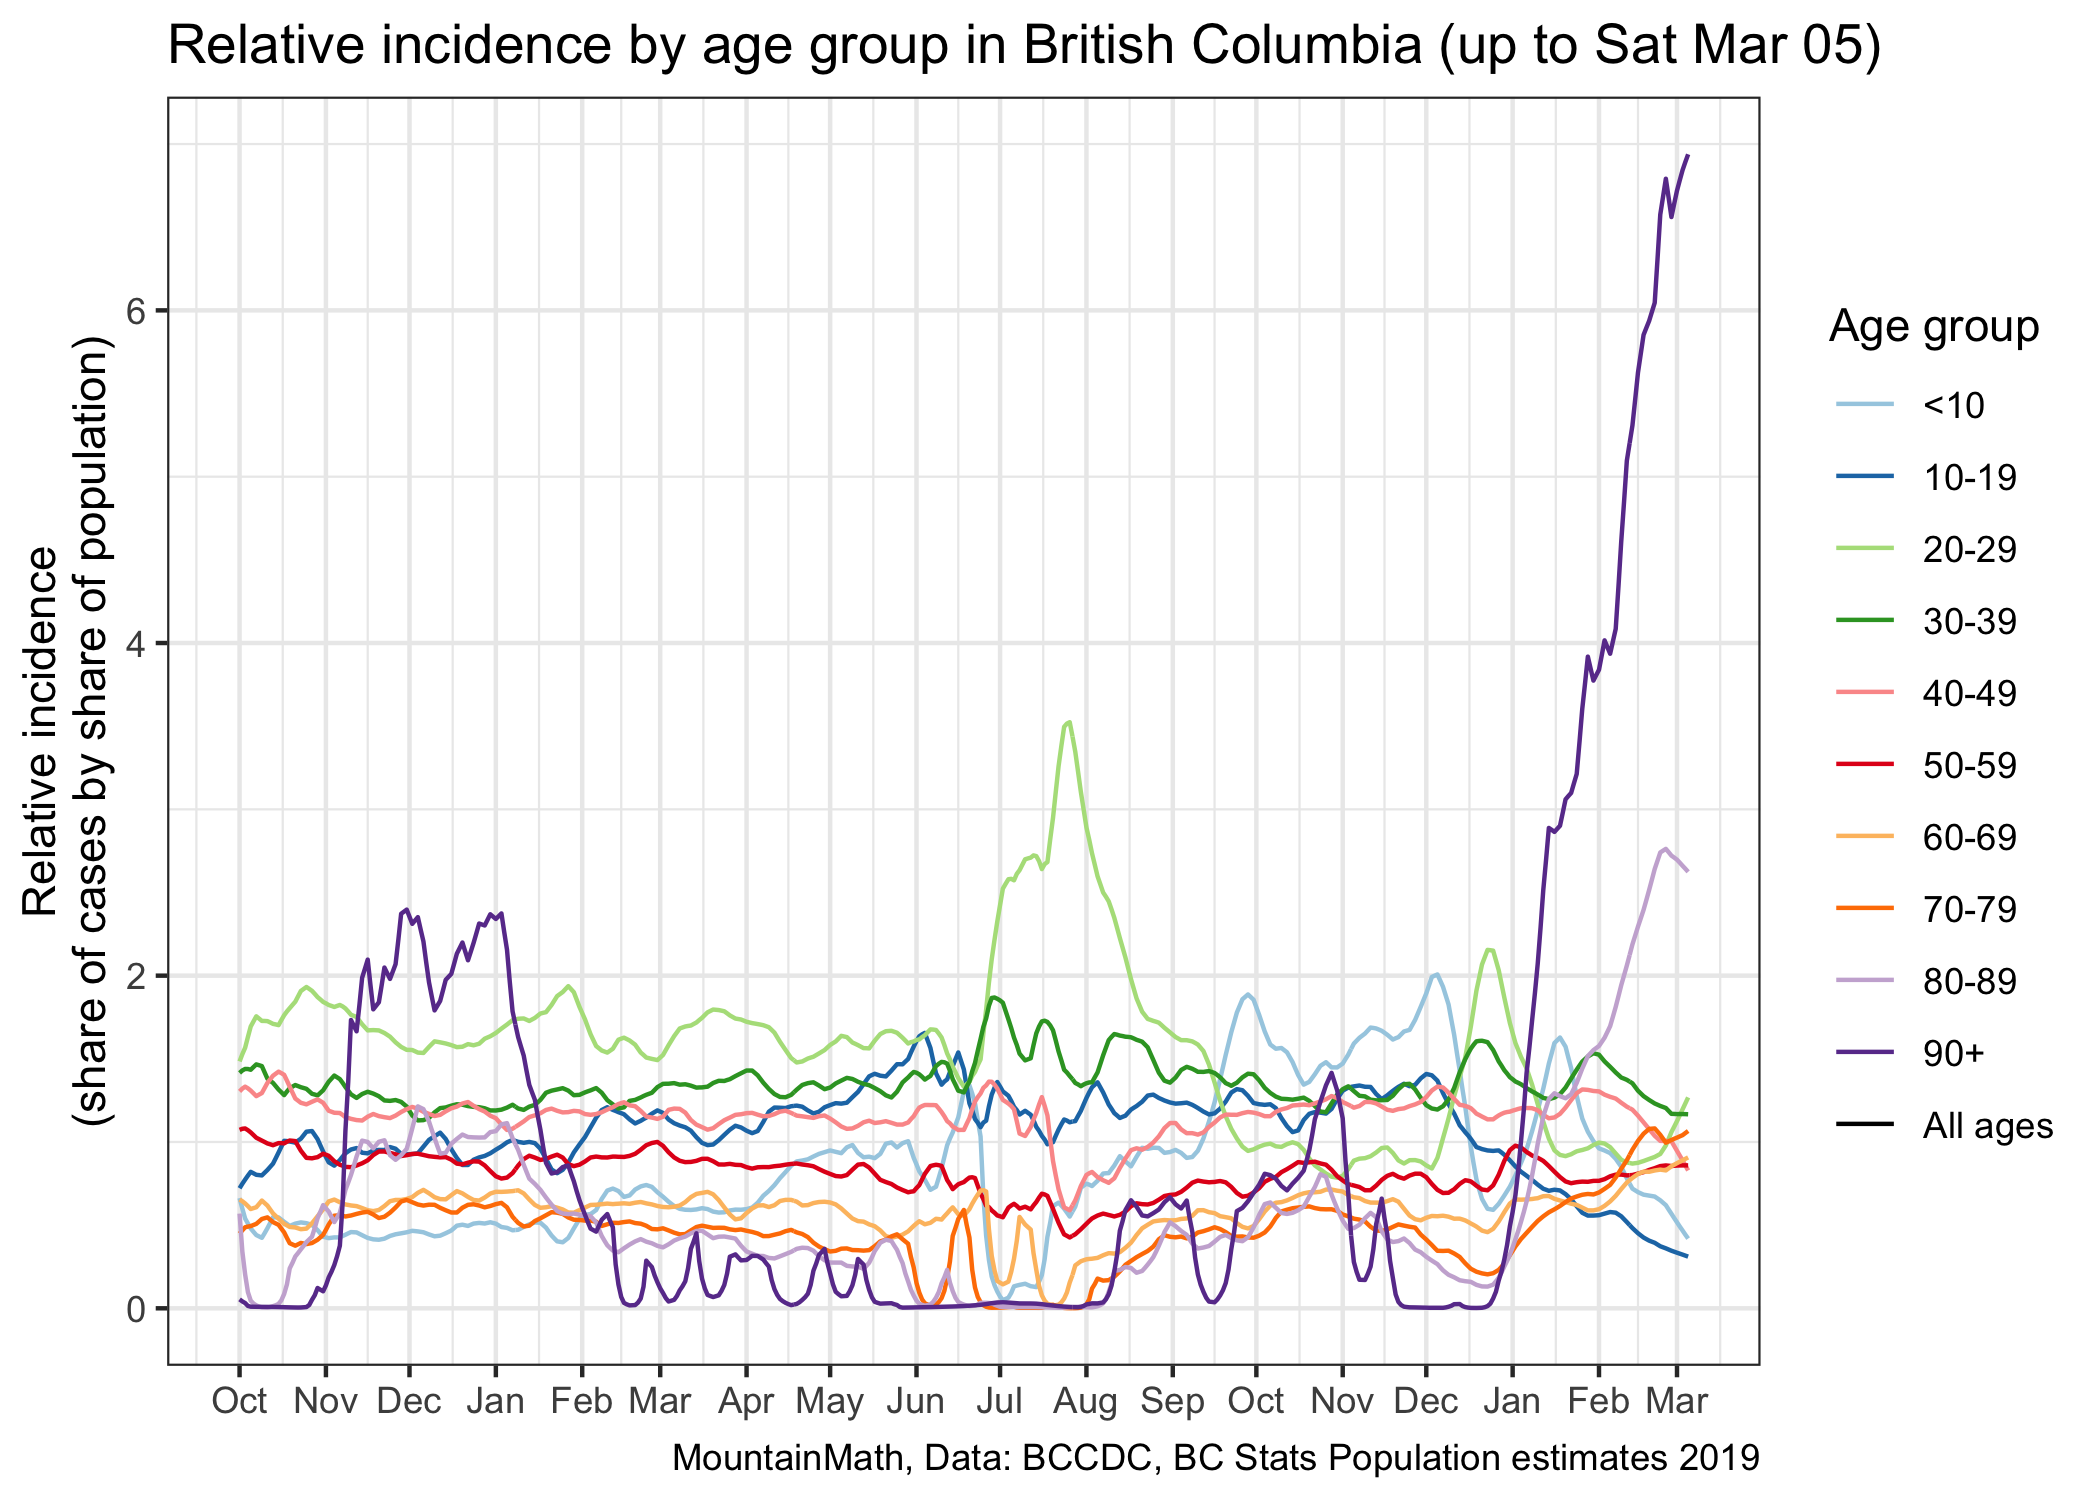 Relative incidence by age group in British Columbia (up to Sat Mar 05)
Relative incidence
(share of cases by share of population)
6
4
2
0
Oct Nov Dec Jan Feb Mar Apr May Jun Jul Aug Sep Oct Nov Dec Jan Feb Mar
Age group
<10
10-19
20-29
30-39
40-49
50-59
60-69
70-79
80-89
90+
All ages
MountainMath, Data: BCCDC, BC Stats Population estimates 2019